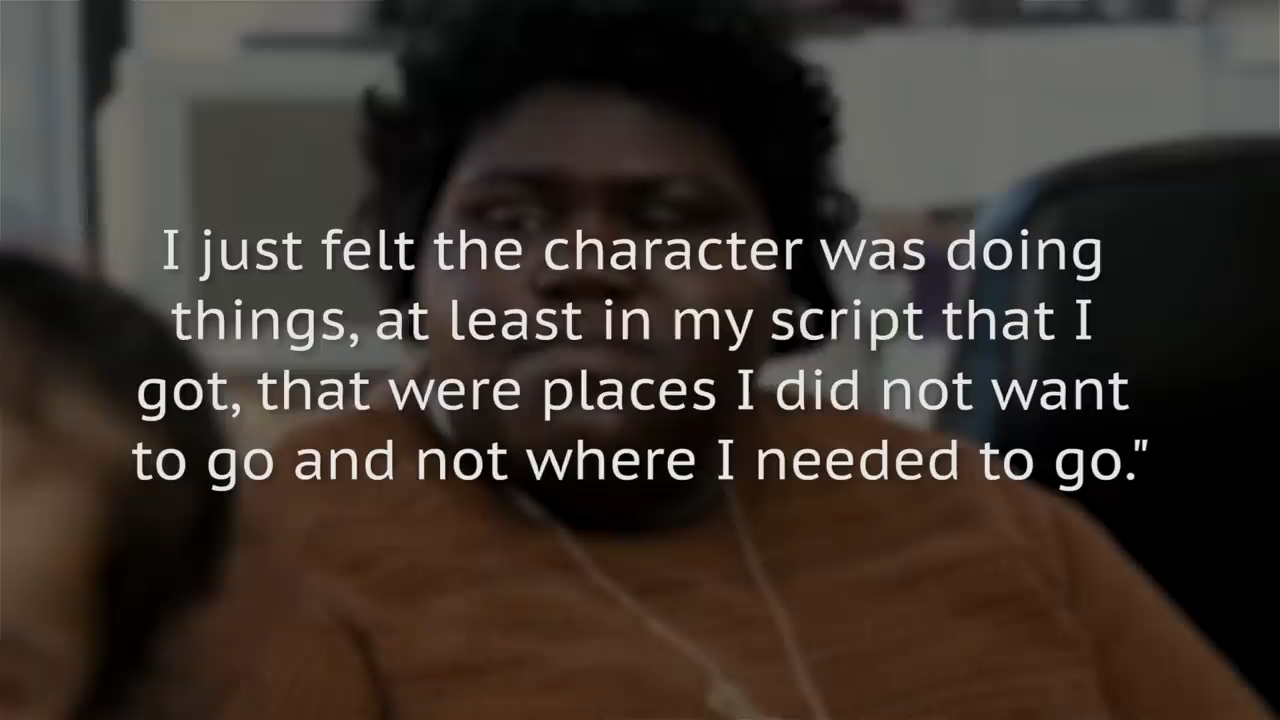 I just felt the character was doing
things, at least in my script that I
got, that were places I did not want
to go and not where I needed to go."